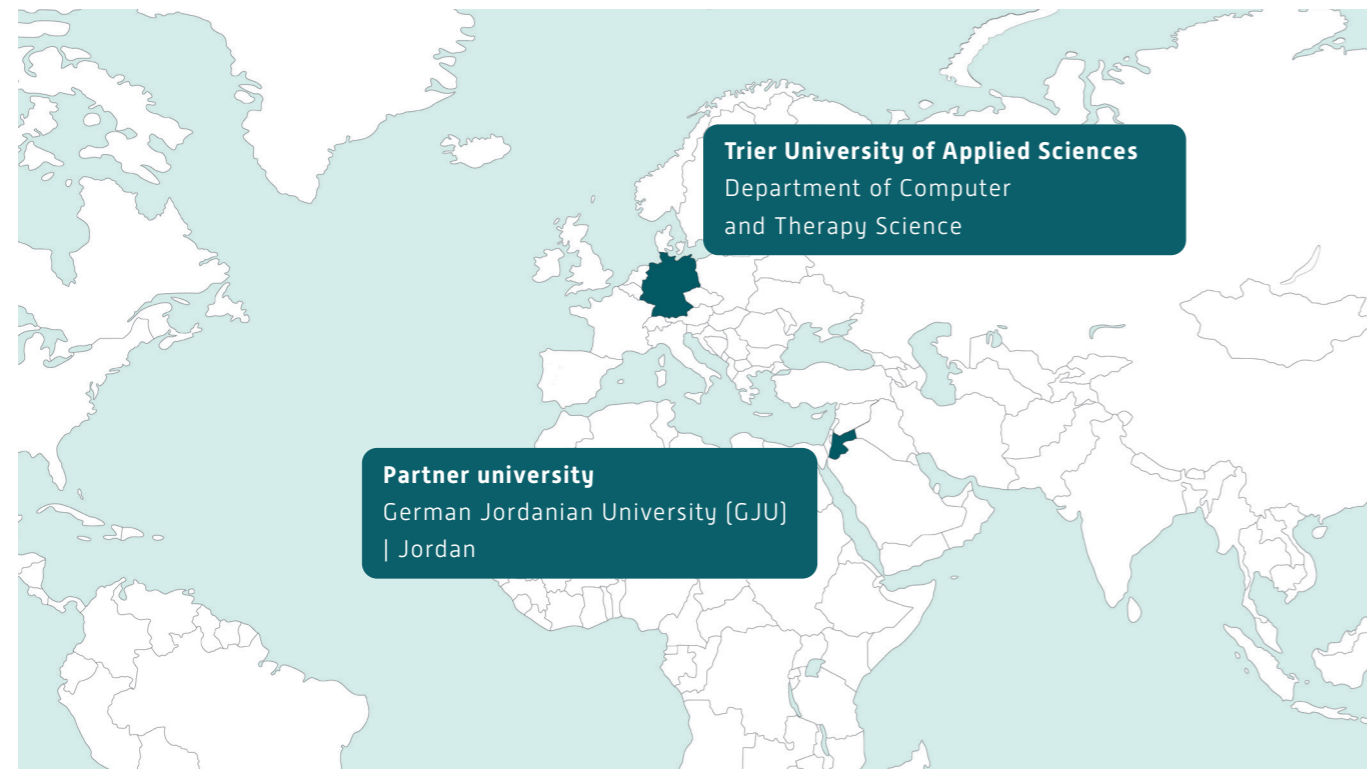 Trier University of Applied Sciences
Department of Computer
and Therapy Science
Partner university
German Jordanian University (GJU)
| Jordan